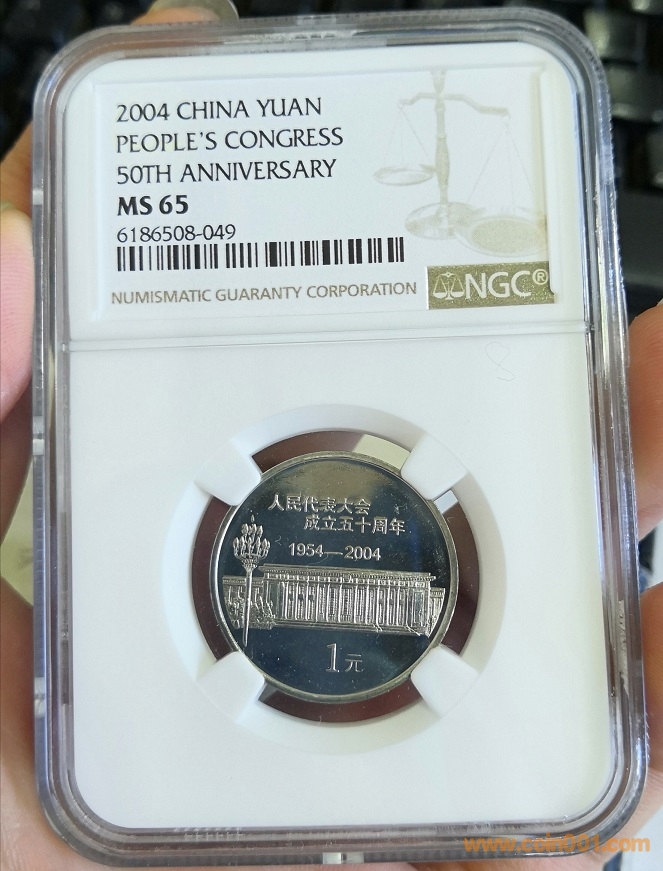 2004 CHINA YUAN
PEOPLE'S CONGRESS
50TH ANNIVERSARY
MS 65
6186508-049
NUMISMATIC GUARANTY CORPORATION
NGC®
人民代表大会
成立五十周年
1954—2004
1元
www.coin001.com